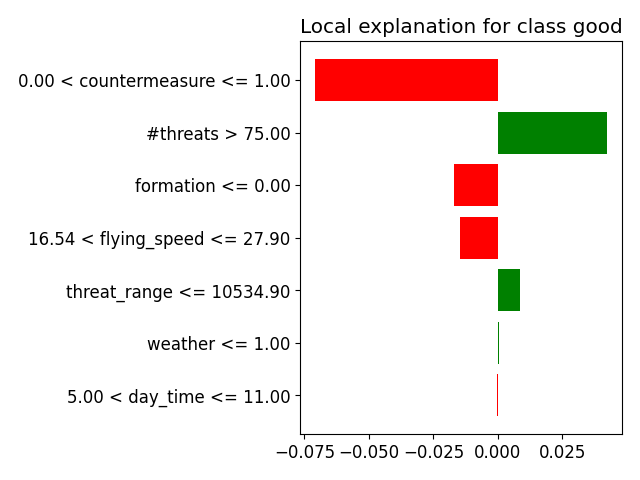 Local explanation for class good
0.00 < countermeasure <= 1.00
#threats > 75.00
formation <= 0.00
16.54 < flying_speed <= 27.90
threat_range <= 10534.90
weather <= 1.00
5.00 < day_time <= 11.00
−0.075 −0.050 −0.025 0.000 0.025